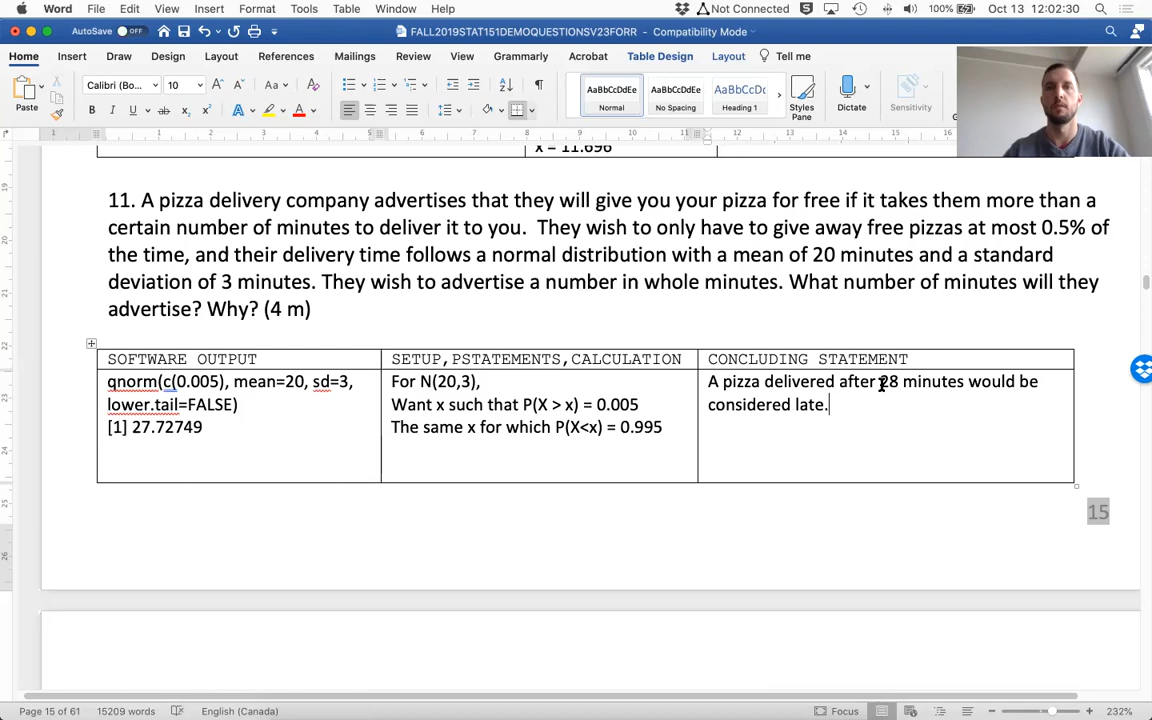 Word File Edit View Insert Format Tools Table Window Help Not Connected 100% Oct 13 12:02:30
AutoSave OFF FALL2019STAT151DEMOQUESTIONSV23FORR - Compatibility Mode
Home Insert Draw Design Layout References Mailings Review View Grammarly Acrobat Table Design Layout Tell me
Paste Calibri (Bo... 10 AaBbCcDdEe Normal AaBbCcDdEe No Spacing AaBbCcDc Heading 1 Styles Pane Dictate Sensitivity
x = 11.696
11. A pizza delivery company advertises that they will give you your pizza for free if it takes them more than a
certain number of minutes to deliver it to you. They wish to only have to give away free pizzas at most 0.5% of
the time, and their delivery time follows a normal distribution with a mean of 20 minutes and a standard
deviation of 3 minutes. They wish to advertise a number in whole minutes. What number of minutes will they
advertise? Why? (4 m)
SOFTWARE OUTPUT
qnorm(c(0.005), mean=20, sd=3,
lower.tail=FALSE)
[1] 27.72749
SETUP,PSTATEMENTS,CALCULATION
For N(20,3),
Want x such that P(X > x) = 0.005
The same x for which P(X<x) = 0.995
CONCLUDING STATEMENT
A pizza delivered after 28 minutes would be
considered late.
15
Page 15 of 61 15209 words English (Canada) Focus 232%